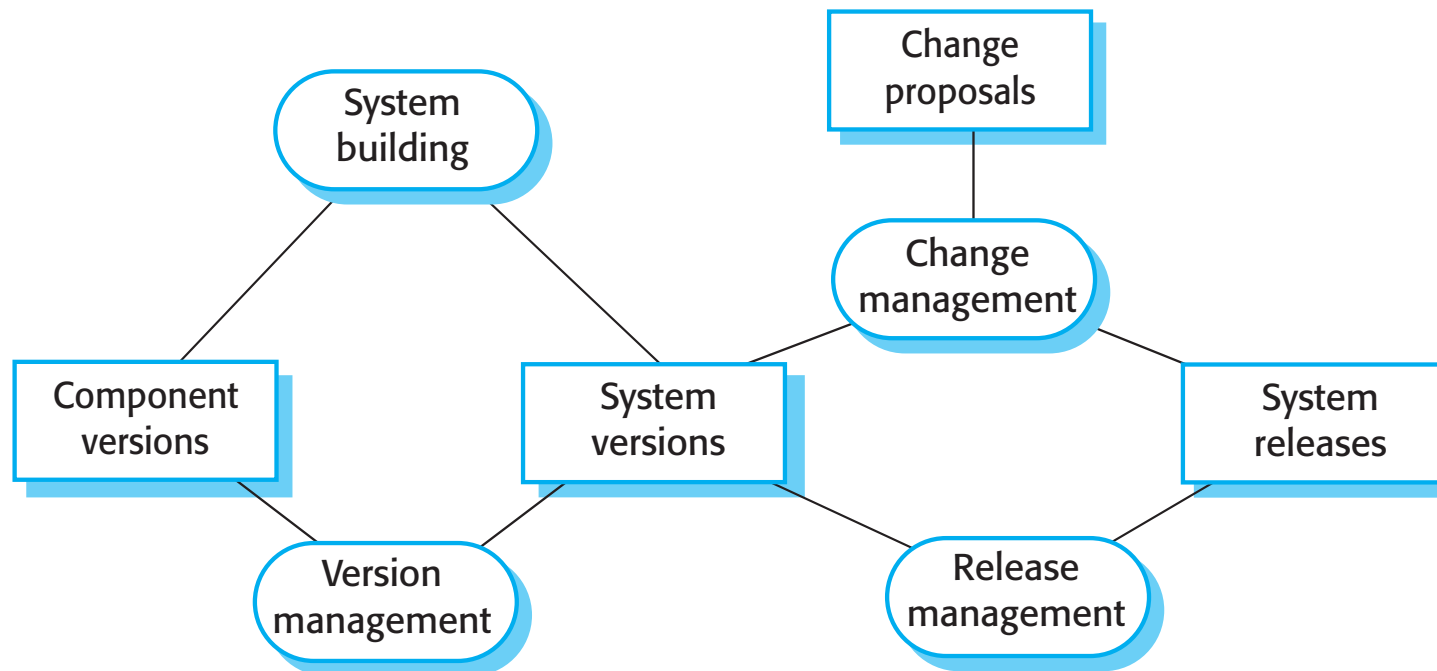 Change
proposals
System
building
Change
management
Component
versions
System
versions
System
releases
Version
management
Release
management